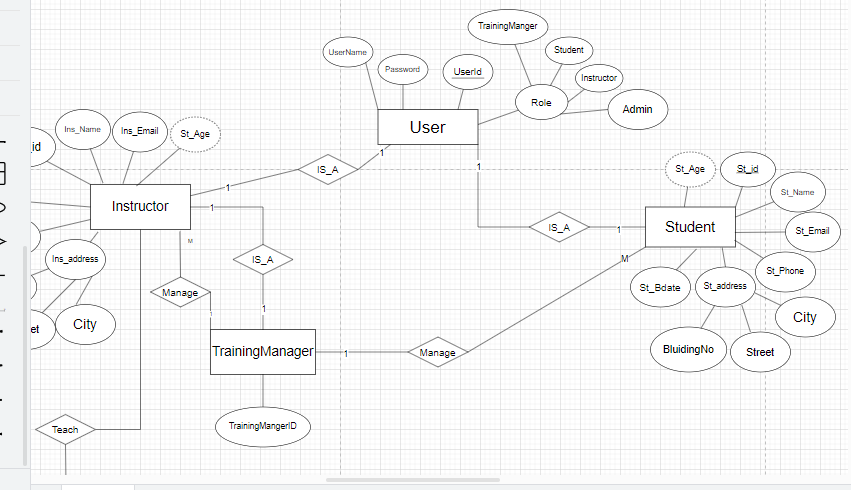 TrainingManger
UserName
Password
UserId
Student
Instructor
Role
Admin
User
_id
Ins_Name
Ins_Email
St_Age
IS_A
1
1
1
Instructor
1
M
Ins_address
IS_A
Manage
1
1
et
City
TrainingManager
1
Manage
M
TrainingMangerID
Teach
IS_A
1
St_Age
St_id
St_Name
Student
St_Email
St_Phone
St_Bdate
St_address
City
BluidingNo
Street